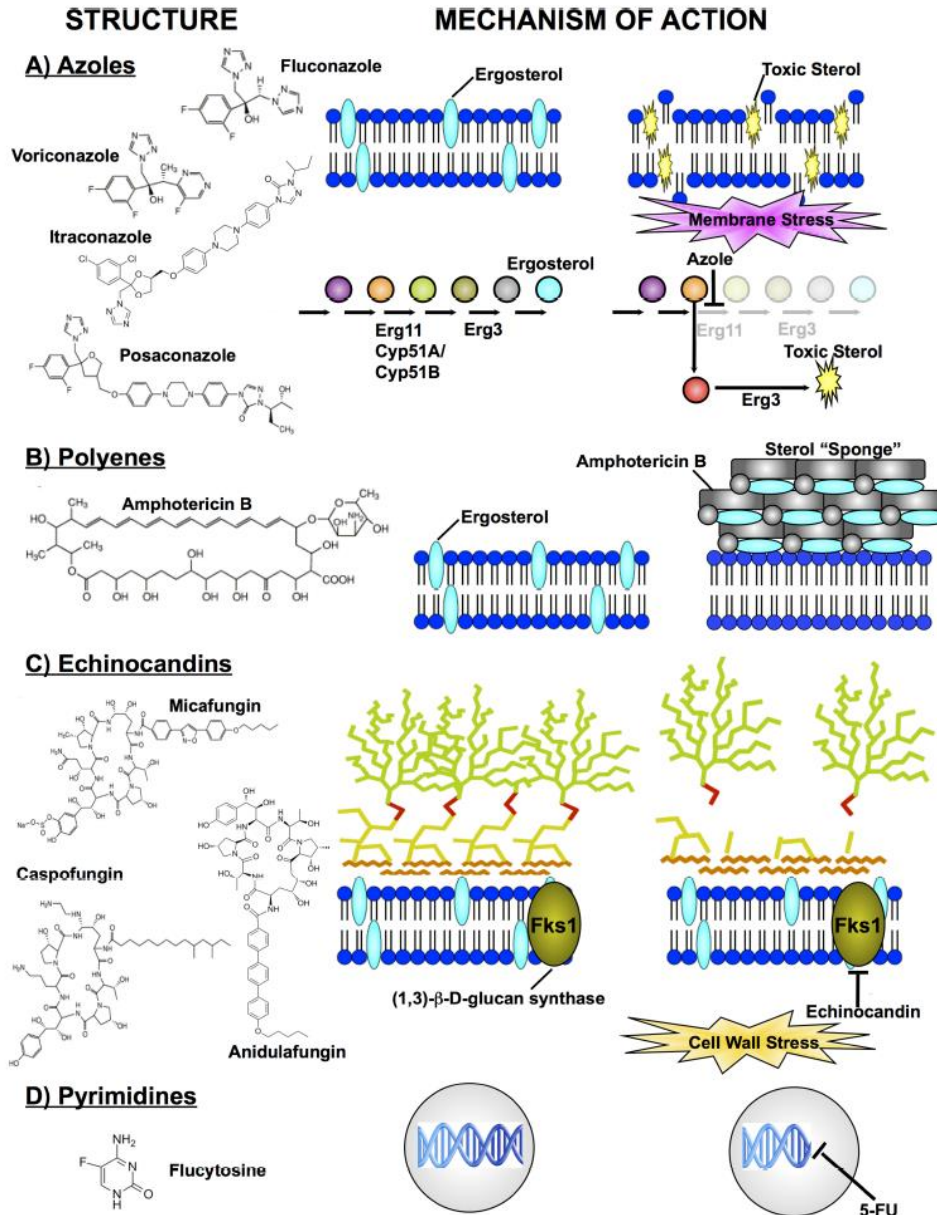 STRUCTURE
MECHANISM OF ACTION
A) Azoles
Fluconazole
Voriconazole
Itraconazole
Posaconazole
Ergosterol
Toxic Sterol
Membrane Stress
Ergosterol
Erg11
Cyp51A/
Cyp51B
Erg3
Azole
Erg11
Erg3
Toxic Sterol
Erg3
B) Polyenes
Amphotericin B
Ergosterol
Amphotericin B
Sterol “Sponge”
C) Echinocandins
Micafungin
Caspofungin
Anidulafungin
Fks1
(1,3)-β-D-glucan synthase
Fks1
Echinocandin
Cell Wall Stress
D) Pyrimidines
NH₂
F
N
N
H
O
Flucytosine
5-FU